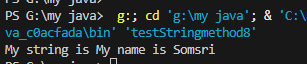 PS G:\my java>
PS G:\my java>  g:; cd 'g:\my java'; & 'C:\
va_c0acfada\bin' 'testStringmethod8'
My string is My name is Somsri